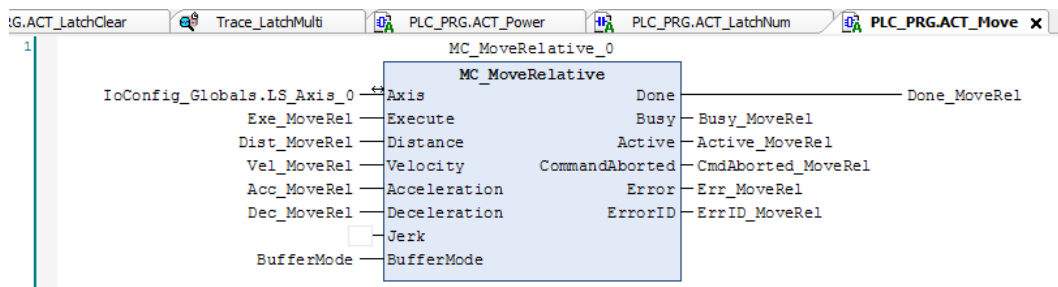 RG.ACT_LatchClear Trace_LatchMulti PLC_PRG.ACT_Power PLC_PRG.ACT_LatchNum PLC_PRG.ACT_Move X
1
MC_MoveRelative_0
MC_MoveRelative
IoConfig_Globals.LS_Axis_0 Axis Done Done_MoveRel
Exe_MoveRel Execute Busy Busy_MoveRel
Dist_MoveRel Distance Active Active_MoveRel
Vel_MoveRel Velocity CommandAborted CmdAborted_MoveRel
Acc_MoveRel Acceleration Error Err_MoveRel
Dec_MoveRel Deceleration ErrorID ErrID_MoveRel
Jerk
BufferMode BufferMode